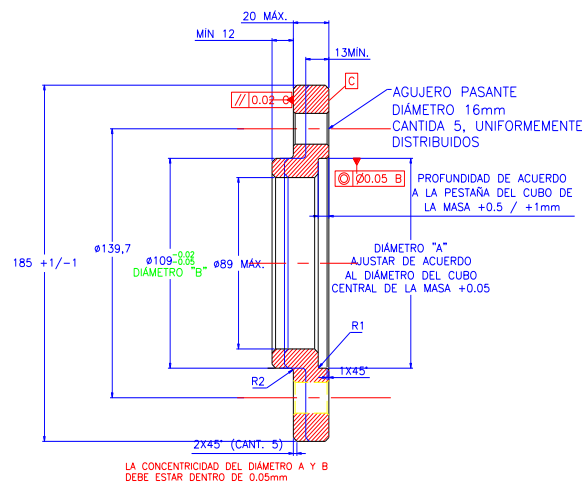 20 MÁX.
MÍN 12
13MÍN.
C
// 0.02 C
AGUJERO PASANTE
DIÁMETRO 16mm
CANTIDA 5, UNIFORMEMENTE
DISTRIBUIDOS
◎ Ø0.05 B
PROFUNDIDAD DE ACUERDO
A LA PESTAÑA DEL CUBO DE
LA MASA +0.5 / +1mm
DIÁMETRO "A"
AJUSTAR DE ACUERDO
AL DIÁMETRO DEL CUBO
CENTRAL DE LA MASA +0.05
185 +1/-1
ø139,7
ø109 -0.02 -0.05
DIÁMETRO "B"
ø89 MÁX.
R1
1X45°
R2
2X45° (CANT. 5)
LA CONCENTRICIDAD DEL DIÁMETRO A Y B
DEBE ESTAR DENTRO DE 0.05mm